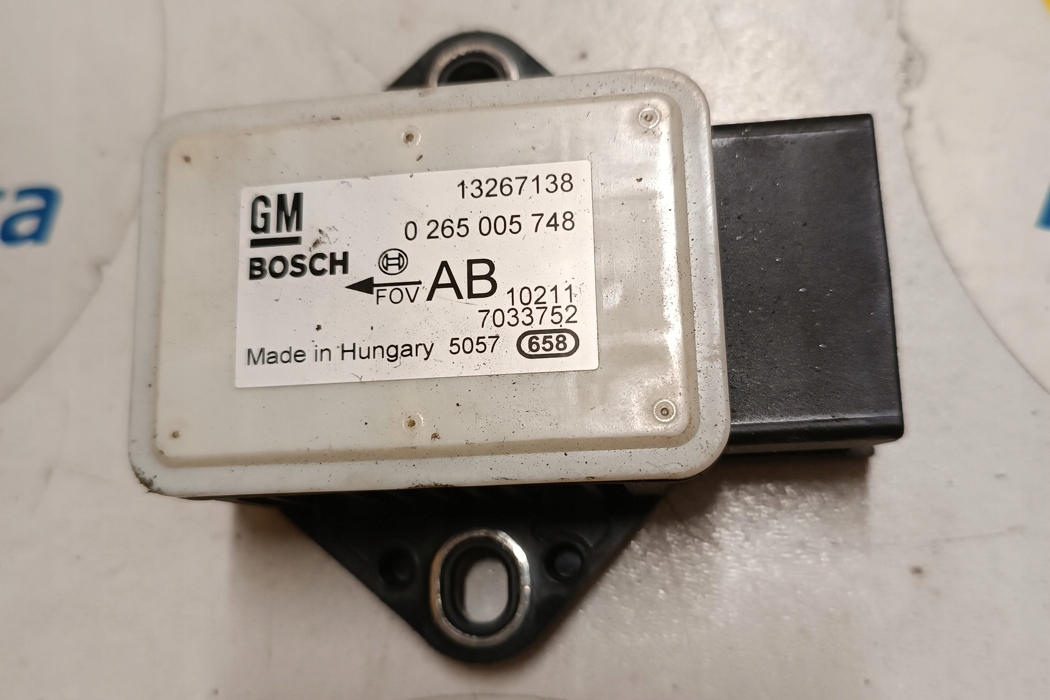 GM
13267138
0 265 005 748
BOSCH
FOV
AB
10211
7033752
Made in Hungary 5057 658